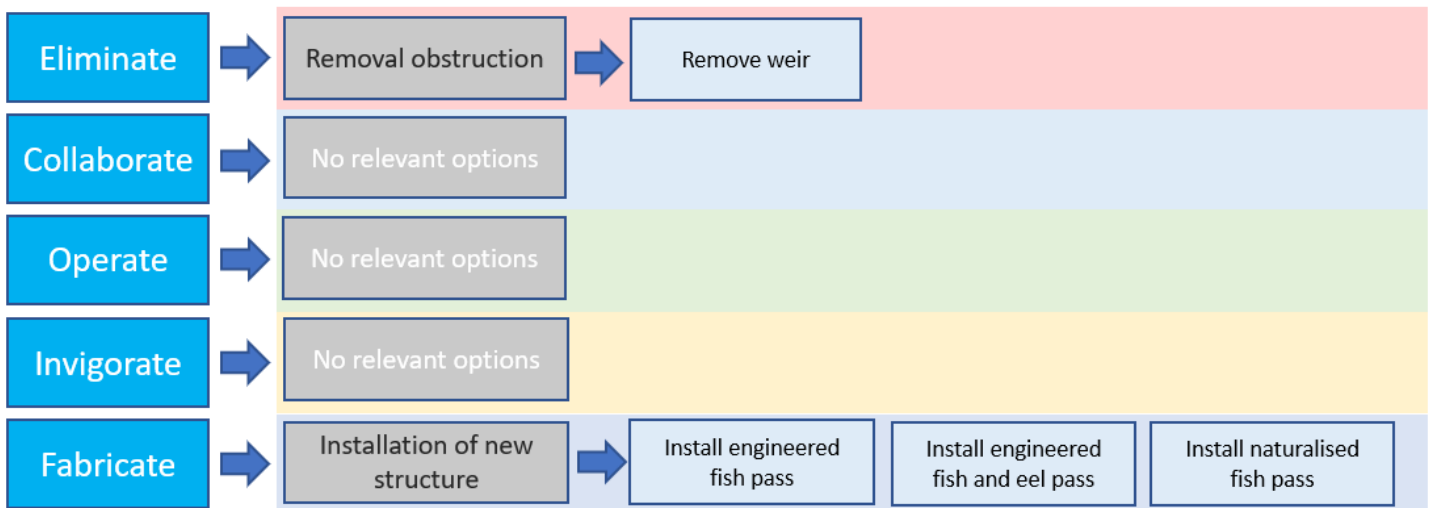 Eliminate
Removal obstruction
Remove weir
Collaborate
No relevant options
Operate
No relevant options
Invigorate
No relevant options
Fabricate
Installation of new
structure
Install engineered
fish pass
Install engineered
fish and eel pass
Install naturalised
fish pass